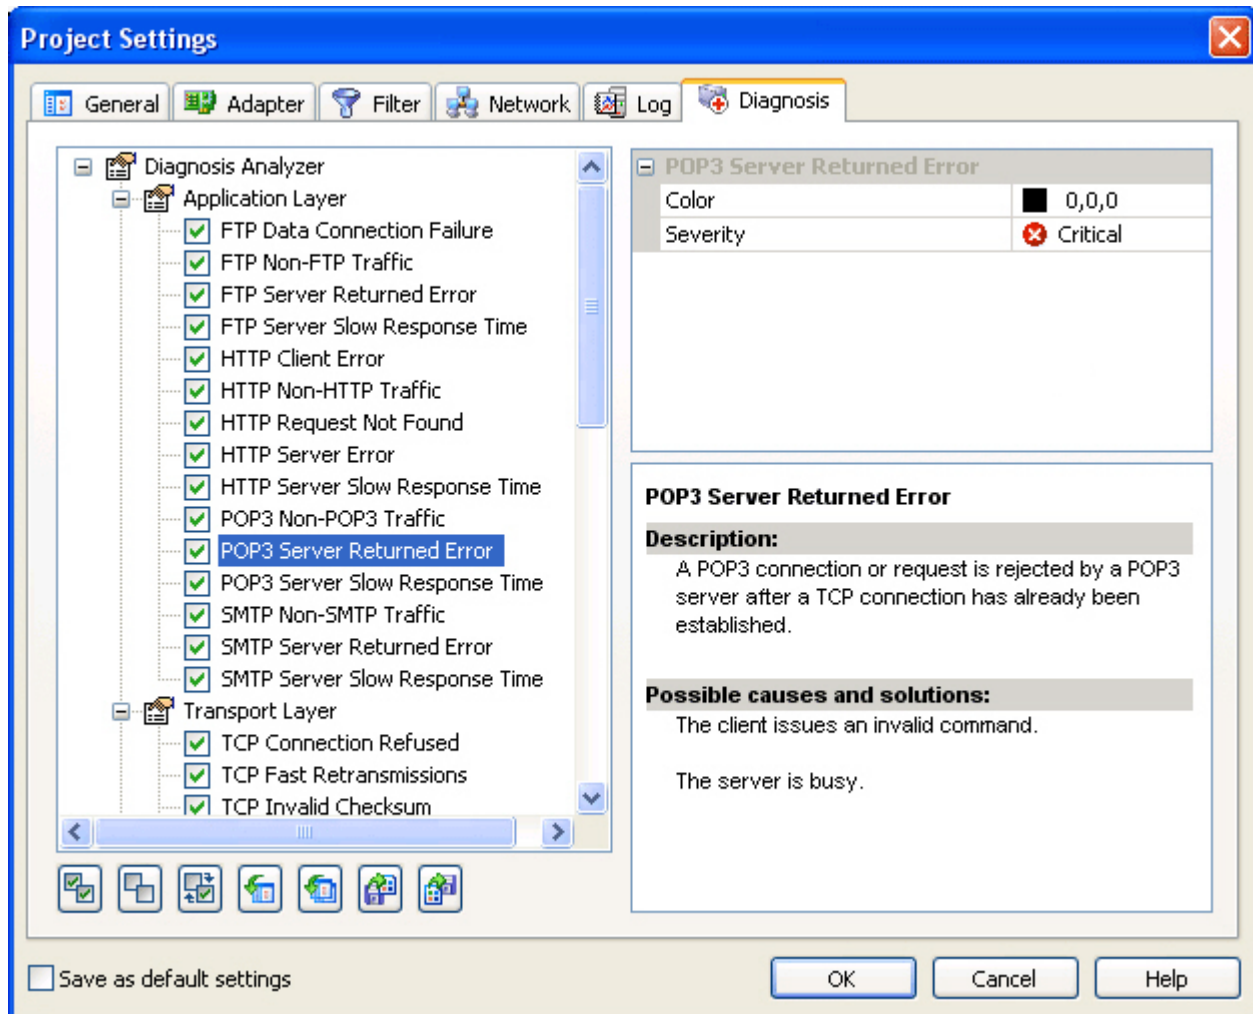 Project Settings
General Adapter Filter Network Log Diagnosis
Diagnosis Analyzer
Application Layer
FTP Data Connection Failure
FTP Non-FTP Traffic
FTP Server Returned Error
FTP Server Slow Response Time
HTTP Client Error
HTTP Non-HTTP Traffic
HTTP Request Not Found
HTTP Server Error
HTTP Server Slow Response Time
POP3 Non-POP3 Traffic
POP3 Server Returned Error
POP3 Server Slow Response Time
SMTP Non-SMTP Traffic
SMTP Server Returned Error
SMTP Server Slow Response Time
Transport Layer
TCP Connection Refused
TCP Fast Retransmissions
TCP Invalid Checksum
POP3 Server Returned Error
Color 0,0,0
Severity Critical
POP3 Server Returned Error
Description:
A POP3 connection or request is rejected by a POP3
server after a TCP connection has already been
established.
Possible causes and solutions:
The client issues an invalid command.
The server is busy.
Save as default settings
OK Cancel Help